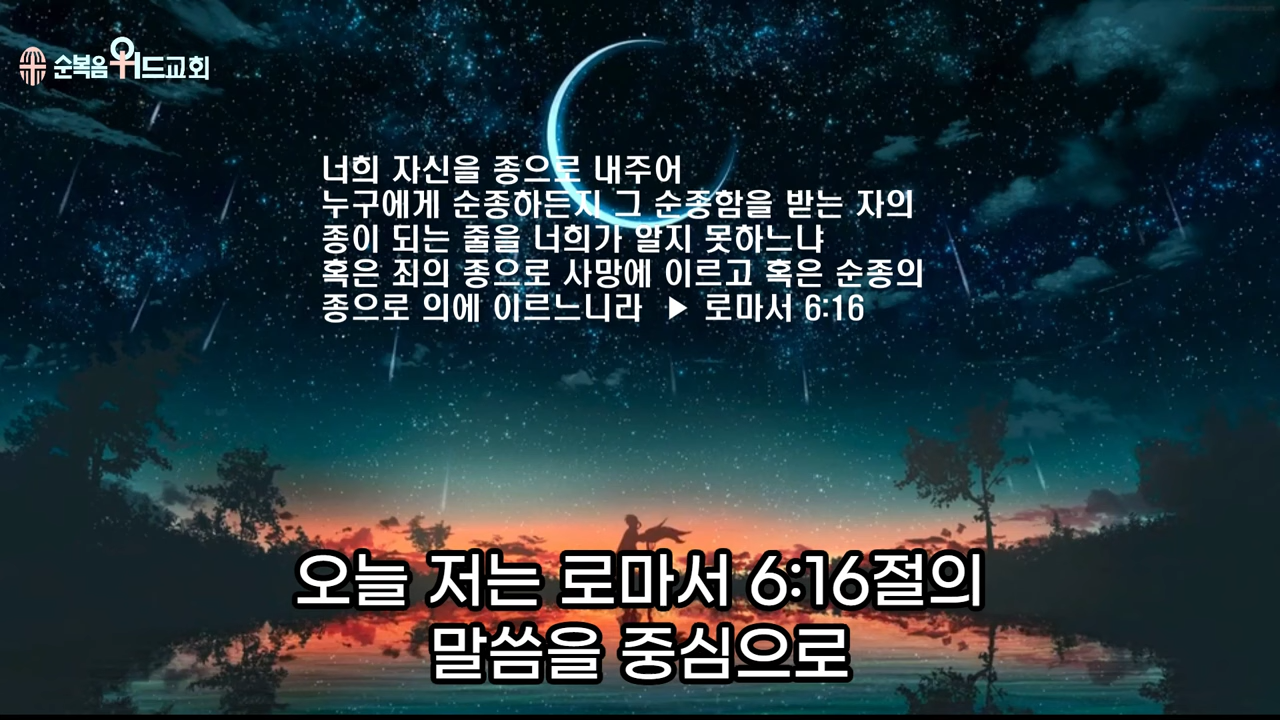 순복음위드교회
너희 자신을 종으로 내주어
누구에게 순종하든지 그 순종함을 받는 자의
종이 되는 줄을 너희가 알지 못하느냐
혹은 죄의 종으로 사망에 이르고 혹은 순종의
종으로 의에 이르느니라 ▶ 로마서 6:16
오늘 저는 로마서 6:16절의
말씀을 중심으로